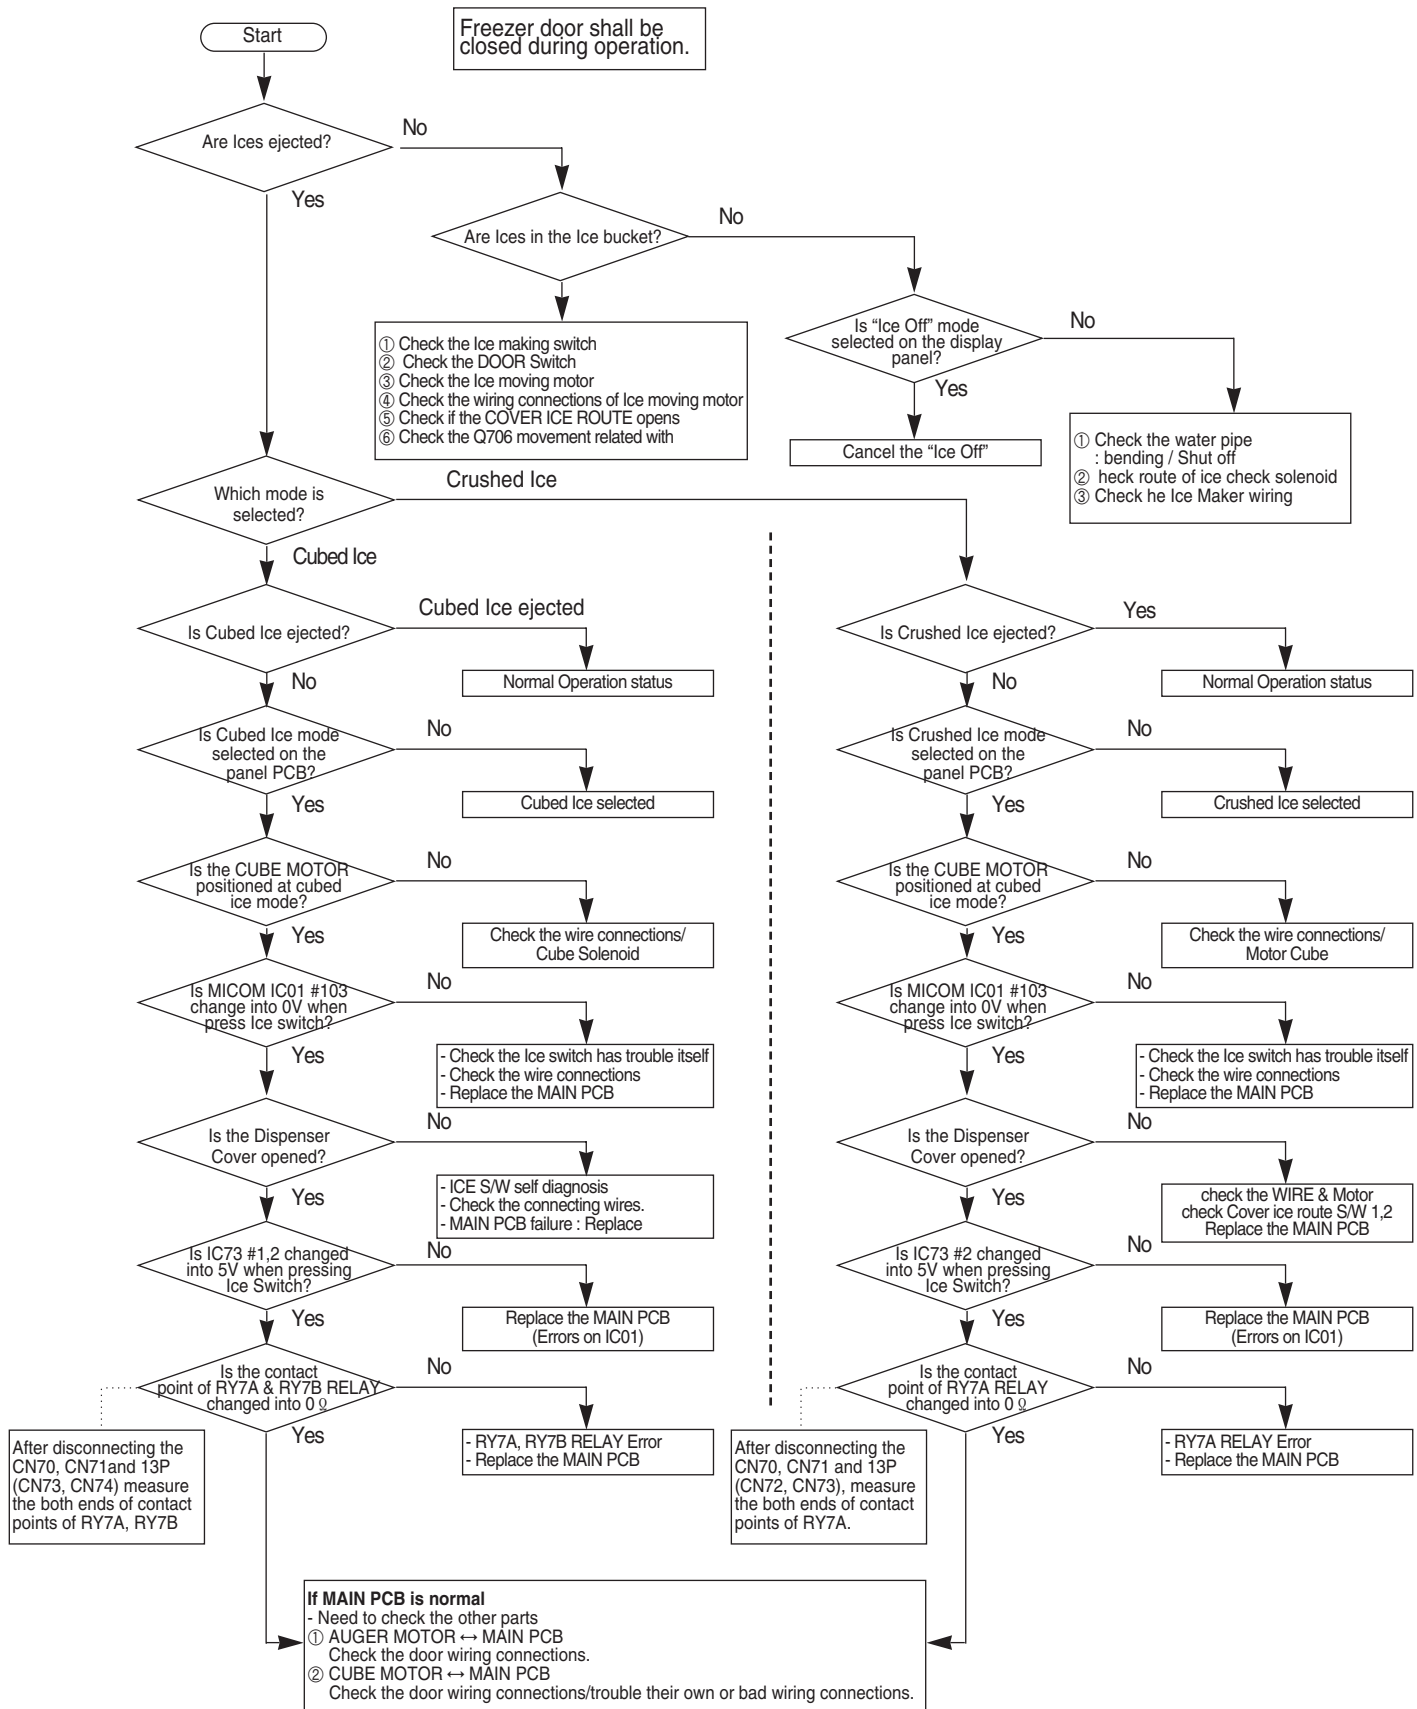 Start
Freezer door shall be
closed during operation.
Are Ices ejected?
No
Yes
Are Ices in the Ice bucket?
No
Is “Ice Off” mode
selected on the display
panel?
No
Yes
① Check the Ice making switch
② Check the DOOR Switch
③ Check the Ice moving motor
④ Check the wiring connections of Ice moving motor
⑤ Check if the COVER ICE ROUTE opens
⑥ Check the Q706 movement related with
Cancel the “Ice Off”
① Check the water pipe
: bending / Shut off
② heck route of ice check solenoid
③ Check he Ice Maker wiring
Which mode is
selected?
Crushed Ice
Cubed Ice
Is Cubed Ice ejected?
Cubed Ice ejected
Normal Operation status
No
Is Cubed Ice mode
selected on the
panel PCB?
No
Cubed Ice selected
Yes
Is the CUBE MOTOR
positioned at cubed
ice mode?
No
Check the wire connections/
Cube Solenoid
Yes
Is MICOM IC01 #103
change into 0V when
press Ice switch?
No
- Check the Ice switch has trouble itself
- Check the wire connections
- Replace the MAIN PCB
Yes
Is the Dispenser
Cover opened?
No
- ICE S/W self diagnosis
- Check the connecting wires.
- MAIN PCB failure : Replace
Yes
Is IC73 #1,2 changed
into 5V when pressing
Ice Switch?
No
Replace the MAIN PCB
(Errors on IC01)
Yes
Is the contact
point of RY7A & RY7B RELAY
changed into 0 Ω
No
- RY7A, RY7B RELAY Error
- Replace the MAIN PCB
Yes
After disconnecting the
CN70, CN71and 13P
(CN73, CN74) measure
the both ends of contact
points of RY7A, RY7B
Is Crushed Ice ejected?
Yes
Normal Operation status
No
Is Crushed Ice mode
selected on the
panel PCB?
No
Crushed Ice selected
Yes
Is the CUBE MOTOR
positioned at cubed
ice mode?
No
Check the wire connections/
Motor Cube
Yes
Is MICOM IC01 #103
change into 0V when
press Ice switch?
No
- Check the Ice switch has trouble itself
- Check the wire connections
- Replace the MAIN PCB
Yes
Is the Dispenser
Cover opened?
No
check the WIRE & Motor
check Cover ice route S/W 1,2
Replace the MAIN PCB
Yes
Is IC73 #2 changed
into 5V when pressing
Ice Switch?
No
Replace the MAIN PCB
(Errors on IC01)
Yes
Is the contact
point of RY7A RELAY
changed into 0 Ω
No
- RY7A RELAY Error
- Replace the MAIN PCB
Yes
After disconnecting the
CN70, CN71 and 13P
(CN72, CN73), measure
the both ends of contact
points of RY7A.
If MAIN PCB is normal
- Need to check the other parts
① AUGER MOTOR ↔ MAIN PCB
Check the door wiring connections.
② CUBE MOTOR ↔ MAIN PCB
Check the door wiring connections/trouble their own or bad wiring connections.